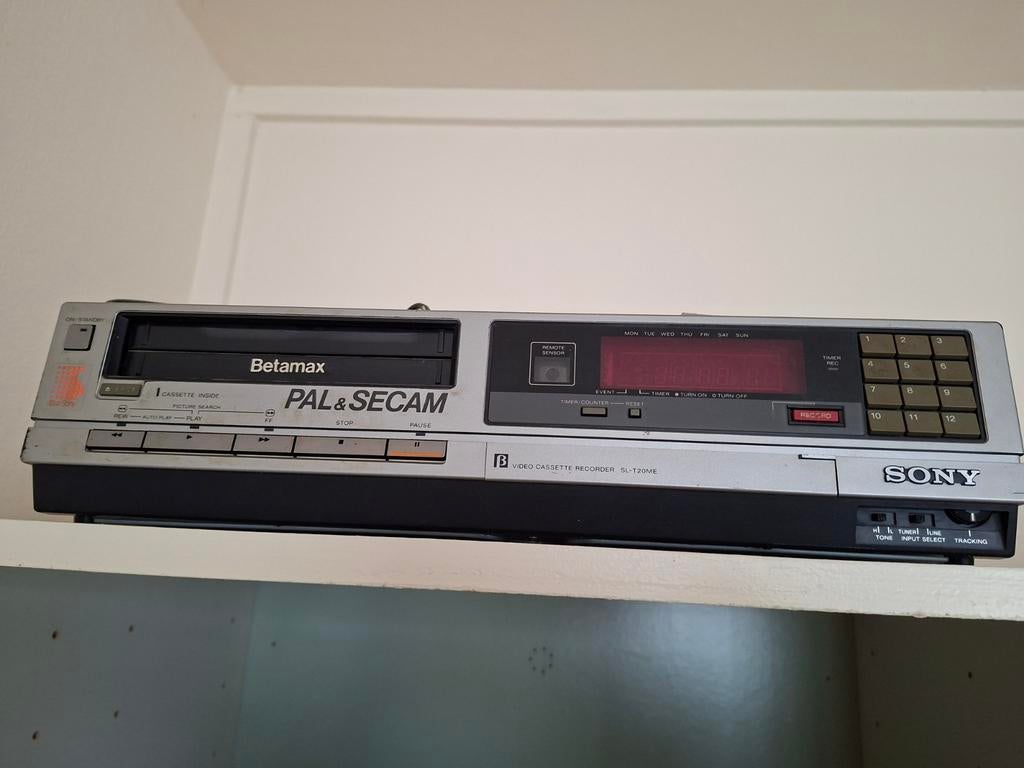 ON/STANDBY
Betamax
CASSETTE INSIDE
PAL & SECAM
PICTURE SEARCH
REW AUTO PLAY PLAY FF STOP PAUSE
MON TUE WED THU FRI SAT SUN
REMOTE
SENSOR
EVENT TIMER TURN ON TURN OFF
TIMER/COUNTER RESET
TIMER
REC
RECORD
1 2 3
4 5 6
7 8 9
10 11 12
β VIDEO CASSETTE RECORDER SL-T20ME
SONY
TUNER LINE
TONE INPUT SELECT TRACKING